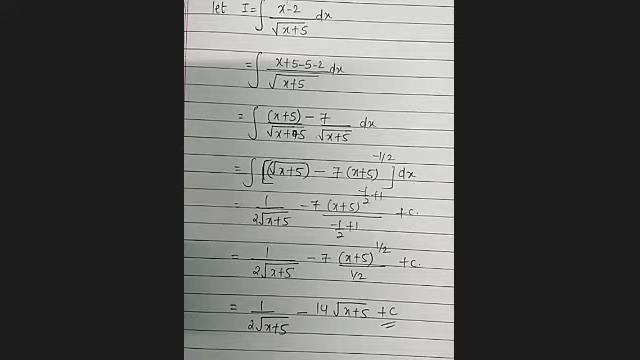 let I = ∫ x-2 / √x+5 dx
= ∫ x+5-5-2 / √x+5 dx
= ∫ (x+5) / √x+5 - 7 / √x+5 dx
= ∫ [(√x+5) - 7(x+5)^-1/2] dx
= 1 / 2√x+5 - 7(x+5)^-1/2+1 / -1/2+1 + c.
= 1 / 2√x+5 - 7 (x+5)^1/2 / 1/2 + c.
= 1 / 2√x+5 - 14√x+5 + c